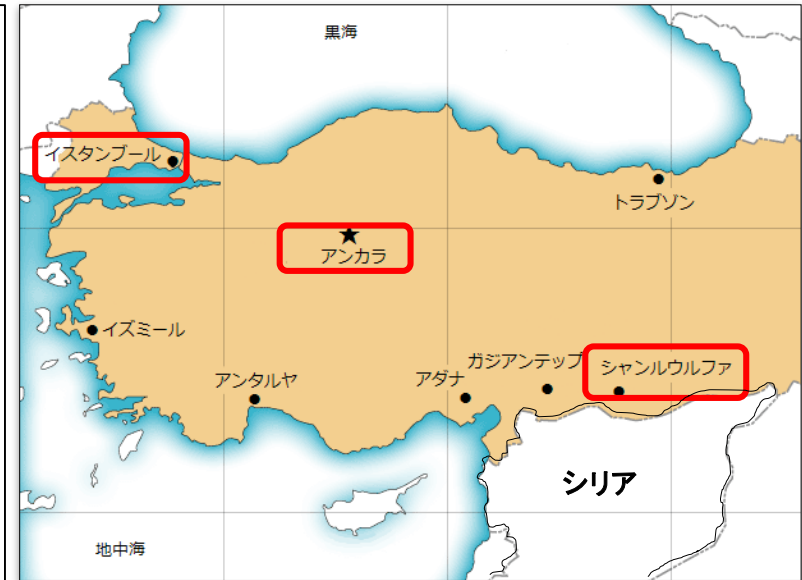 黒海
イスタンブール
トラブゾン
アンカラ
イズミール
ガジアンテップ
シャンルウルファ
アンタルヤ
アダナ
シリア
地中海